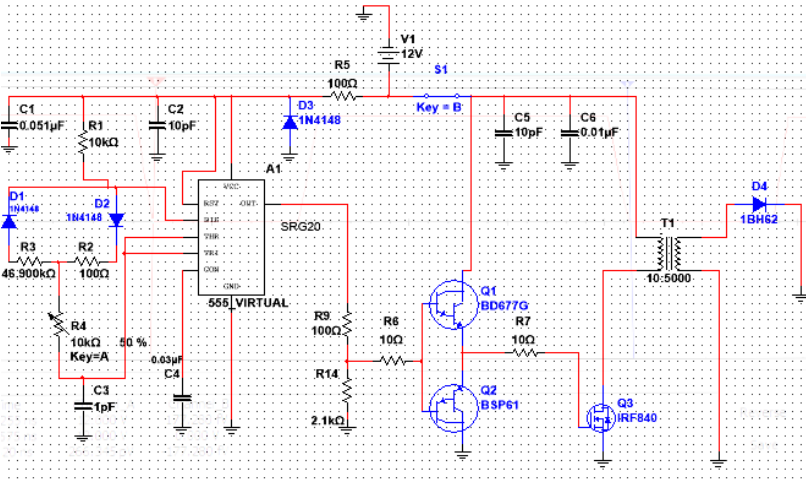 V1
12V
R5
100Ω
S1
Key = B
C1
0.051µF
R1
10kΩ
C2
10pF
D3
1N4148
C5
10pF
C6
0.01µF
A1
VCC
RST
OUT
DIS
THR
TRI
CON
GND
SRG20
555_VIRTUAL
D1
1N4148
D2
1N4148
R3
46.900kΩ
R2
100Ω
R4
10kΩ
Key=A
50 %
C3
1pF
0.03µF
C4
R9
100Ω
R14
2.1kΩ
R6
10Ω
Q1
BD677G
R7
10Ω
Q2
BSP61
Q3
IRF840
T1
10:5000
D4
1BH62